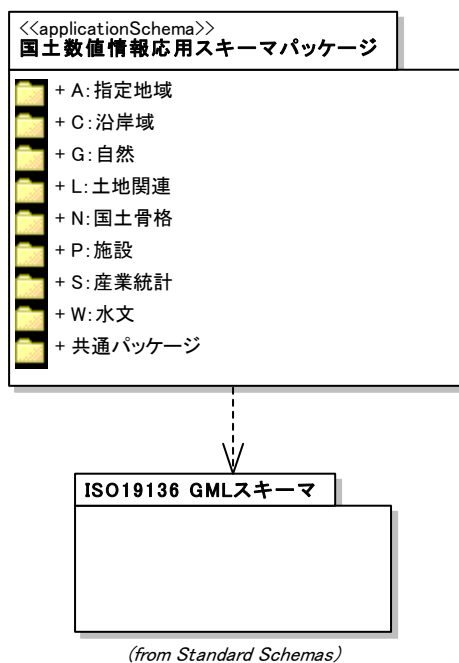 <<applicationSchema>>
国土数値情報応用スキーマパッケージ
+ A:指定地域
+ C:沿岸域
+ G:自然
+ L:土地関連
+ N:国土骨格
+ P:施設
+ S:産業統計
+ W:水文
+ 共通パッケージ
ISO19136 GMLスキーマ
(from Standard Schemas)